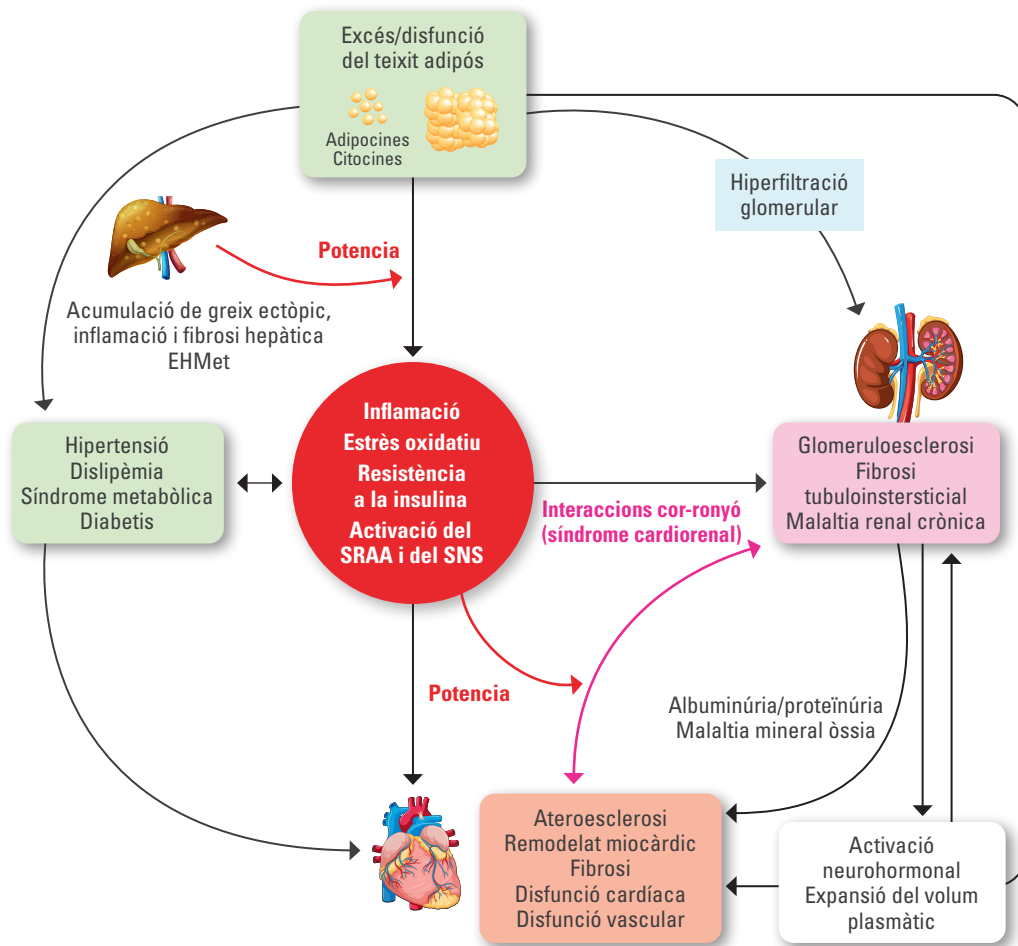 Excés/disfunció
del teixit adipós
Adipocines
Citocines
Hiperfiltració
glomerular
Potencia
Acumulació de greix ectòpic,
inflamació i fibrosi hepàtica
EHMet
Hipertensió
Dislipèmia
Síndrome metabòlica
Diabetis
Inflamació
Estrès oxidatiu
Resistència
a la insulina
Activació del
SRAA i del SNS
Glomeruloesclerosi
Fibrosi
tubuloinstersticial
Malaltia renal crònica
Interaccions cor-ronyó
(síndrome cardiorenal)
Potencia
Albuminúria/proteïnúria
Malaltia mineral òssia
Ateroesclerosi
Remodelat miocàrdic
Fibrosi
Disfunció cardíaca
Disfunció vascular
Activació
neurohormonal
Expansió del volum
plasmàtic